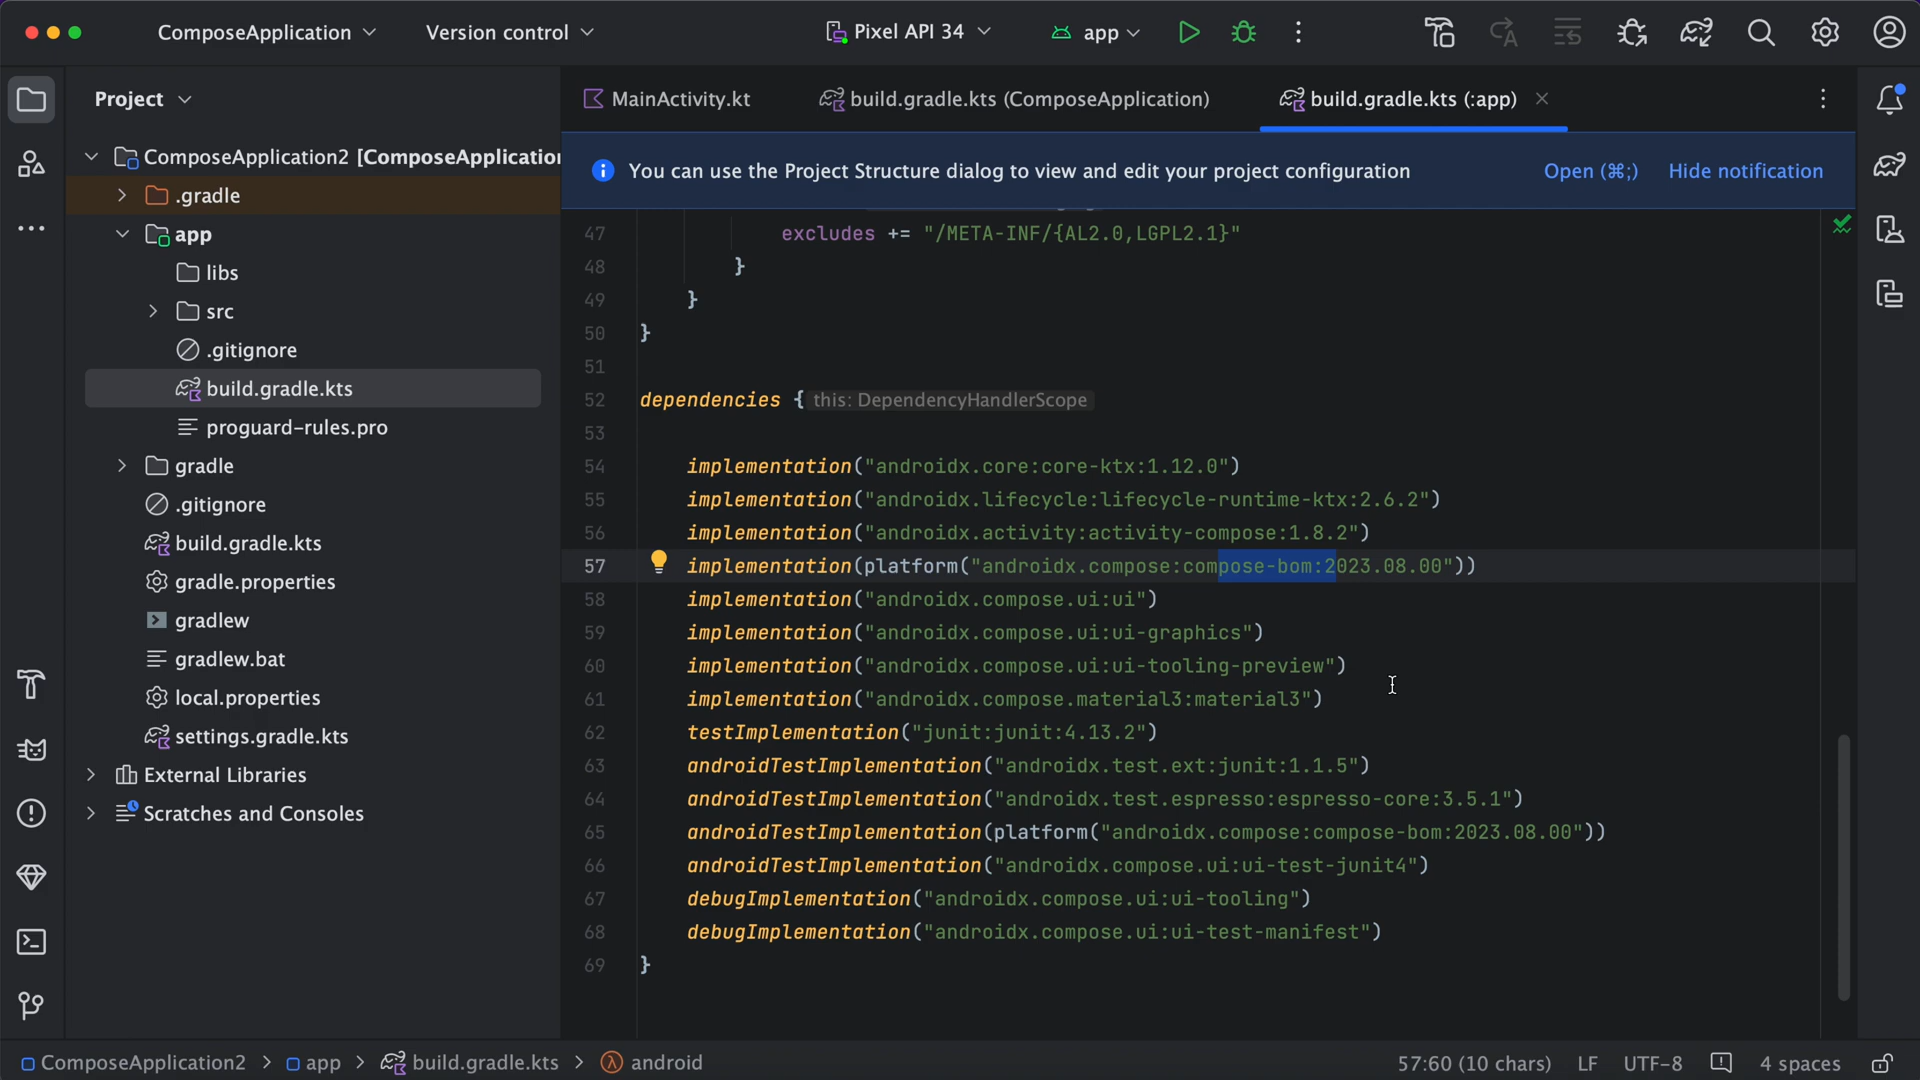 ComposeApplication
Version control
Pixel API 34
app
Project
MainActivity.kt
build.gradle.kts (ComposeApplication)
build.gradle.kts (:app)
You can use the Project Structure dialog to view and edit your project configuration
Open (⌘;)
Hide notification
ComposeApplication2 [ComposeApplication
.gradle
app
libs
src
.gitignore
build.gradle.kts
proguard-rules.pro
gradle
.gitignore
build.gradle.kts
gradle.properties
gradlew
gradlew.bat
local.properties
settings.gradle.kts
External Libraries
Scratches and Consoles
47 excludes += "/META-INF/{AL2.0,LGPL2.1}"
48 }
49 }
50 }
51
52 dependencies { this: DependencyHandlerScope
53
54 implementation("androidx.core:core-ktx:1.12.0")
55 implementation("androidx.lifecycle:lifecycle-runtime-ktx:2.6.2")
56 implementation("androidx.activity:activity-compose:1.8.2")
57 implementation(platform("androidx.compose:compose-bom:2023.08.00"))
58 implementation("androidx.compose.ui:ui")
59 implementation("androidx.compose.ui:ui-graphics")
60 implementation("androidx.compose.ui:ui-tooling-preview")
61 implementation("androidx.compose.material3:material3")
62 testImplementation("junit:junit:4.13.2")
63 androidTestImplementation("androidx.test.ext:junit:1.1.5")
64 androidTestImplementation("androidx.test.espresso:espresso-core:3.5.1")
65 androidTestImplementation(platform("androidx.compose:compose-bom:2023.08.00"))
66 androidTestImplementation("androidx.compose.ui:ui-test-junit4")
67 debugImplementation("androidx.compose.ui:ui-tooling")
68 debugImplementation("androidx.compose.ui:ui-test-manifest")
69 }
ComposeApplication2 > app > build.gradle.kts > android
57:60 (10 chars)
LF
UTF-8
4 spaces